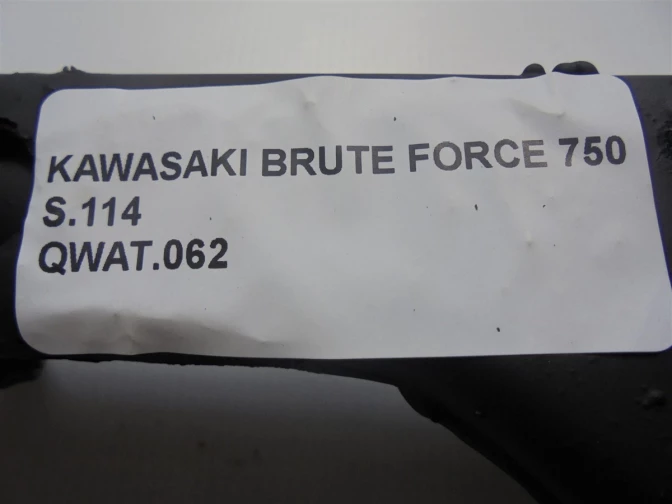 KAWASAKI BRUTE FORCE 750
S.114
QWAT.062